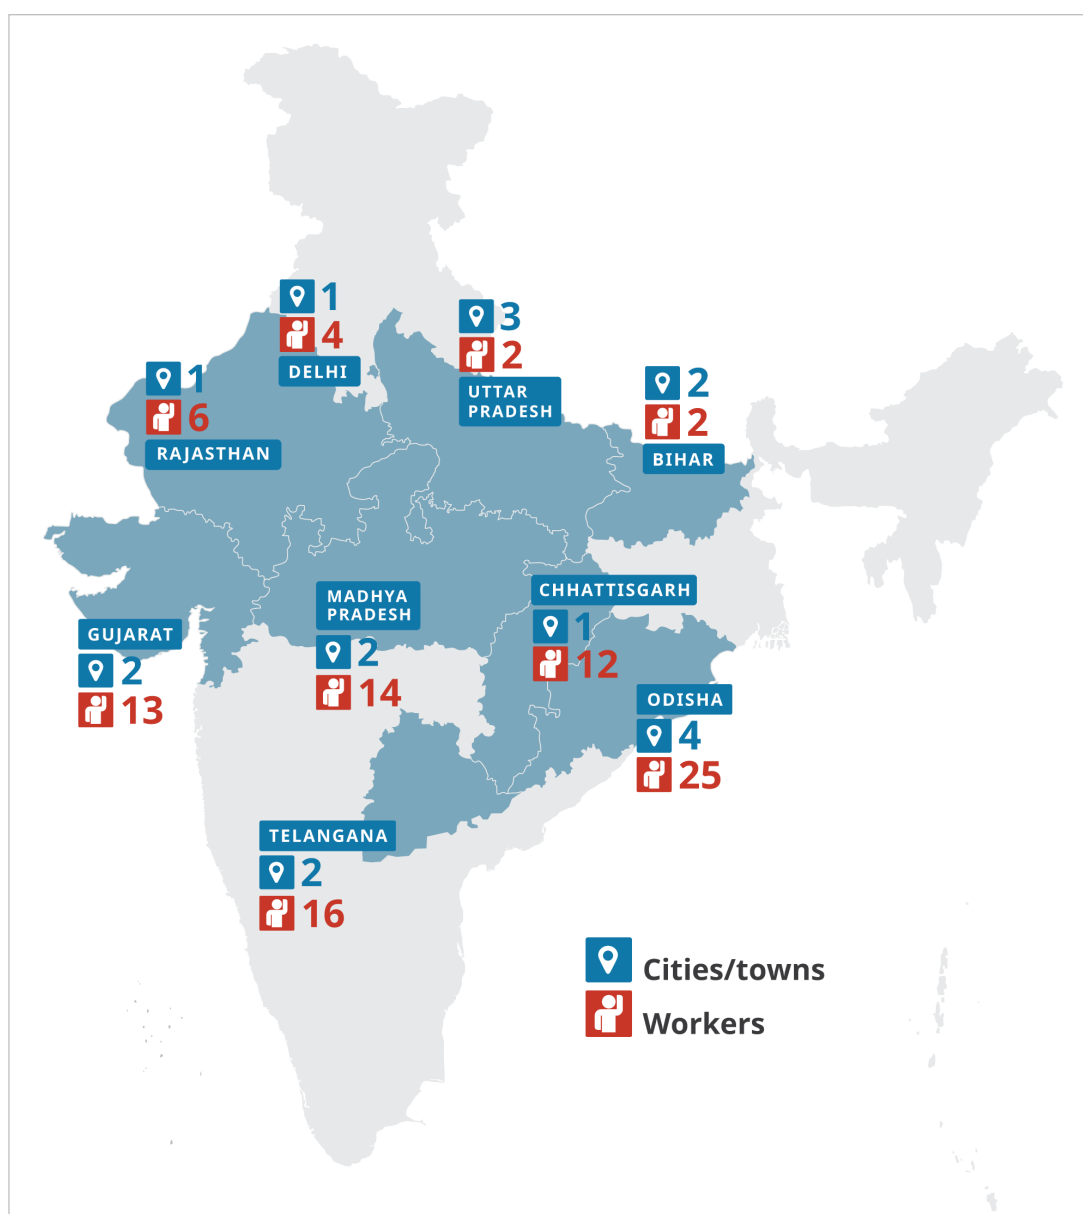 1
4
DELHI
3
2
UTTAR
PRADESH
1
6
RAJASTHAN
2
2
BIHAR
MADHYA
PRADESH
2
14
CHHATTISGARH
1
12
GUJARAT
2
13
ODISHA
4
25
TELANGANA
2
16
Cities/towns
Workers